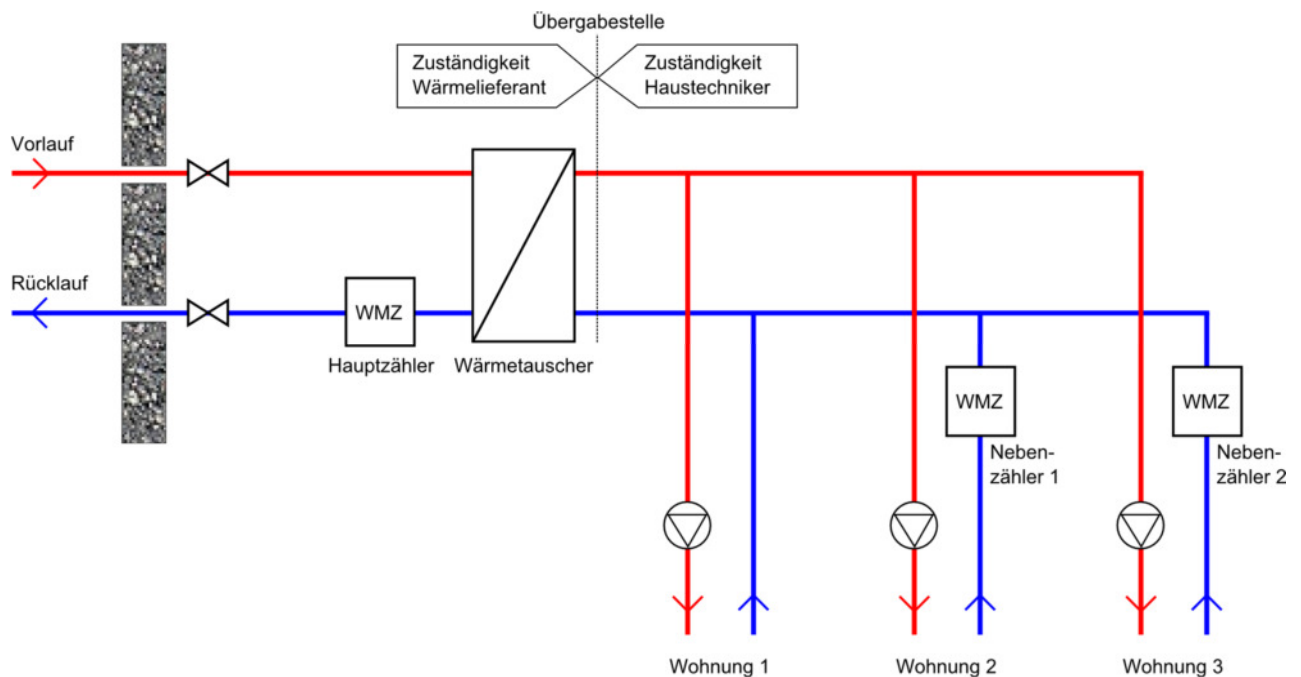 Übergabestelle
Zuständigkeit
Wärmelieferant
Zuständigkeit
Haustechniker
Vorlauf
Rücklauf
WMZ
Hauptzähler
Wärmetauscher
WMZ
Neben-
zähler 1
WMZ
Neben-
zähler 2
Wohnung 1
Wohnung 2
Wohnung 3